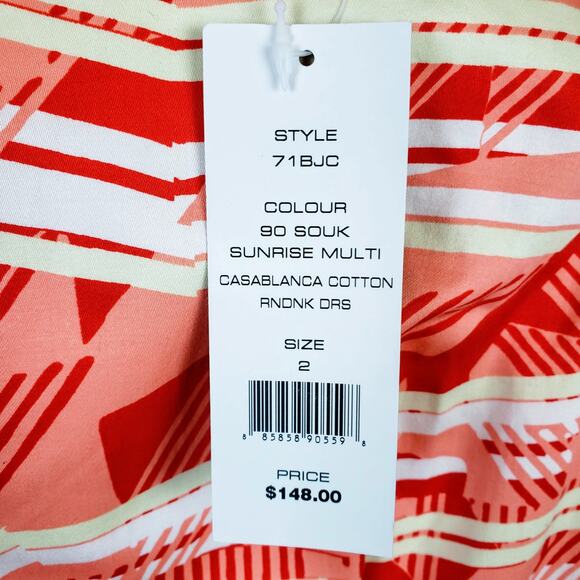 STYLE
71BJC
COLOUR
90 SOUK
SUNRISE MULTI
CASABLANCA COTTON
RNDNK DRS
SIZE
2
8 85858 90559 8
PRICE
$148.00